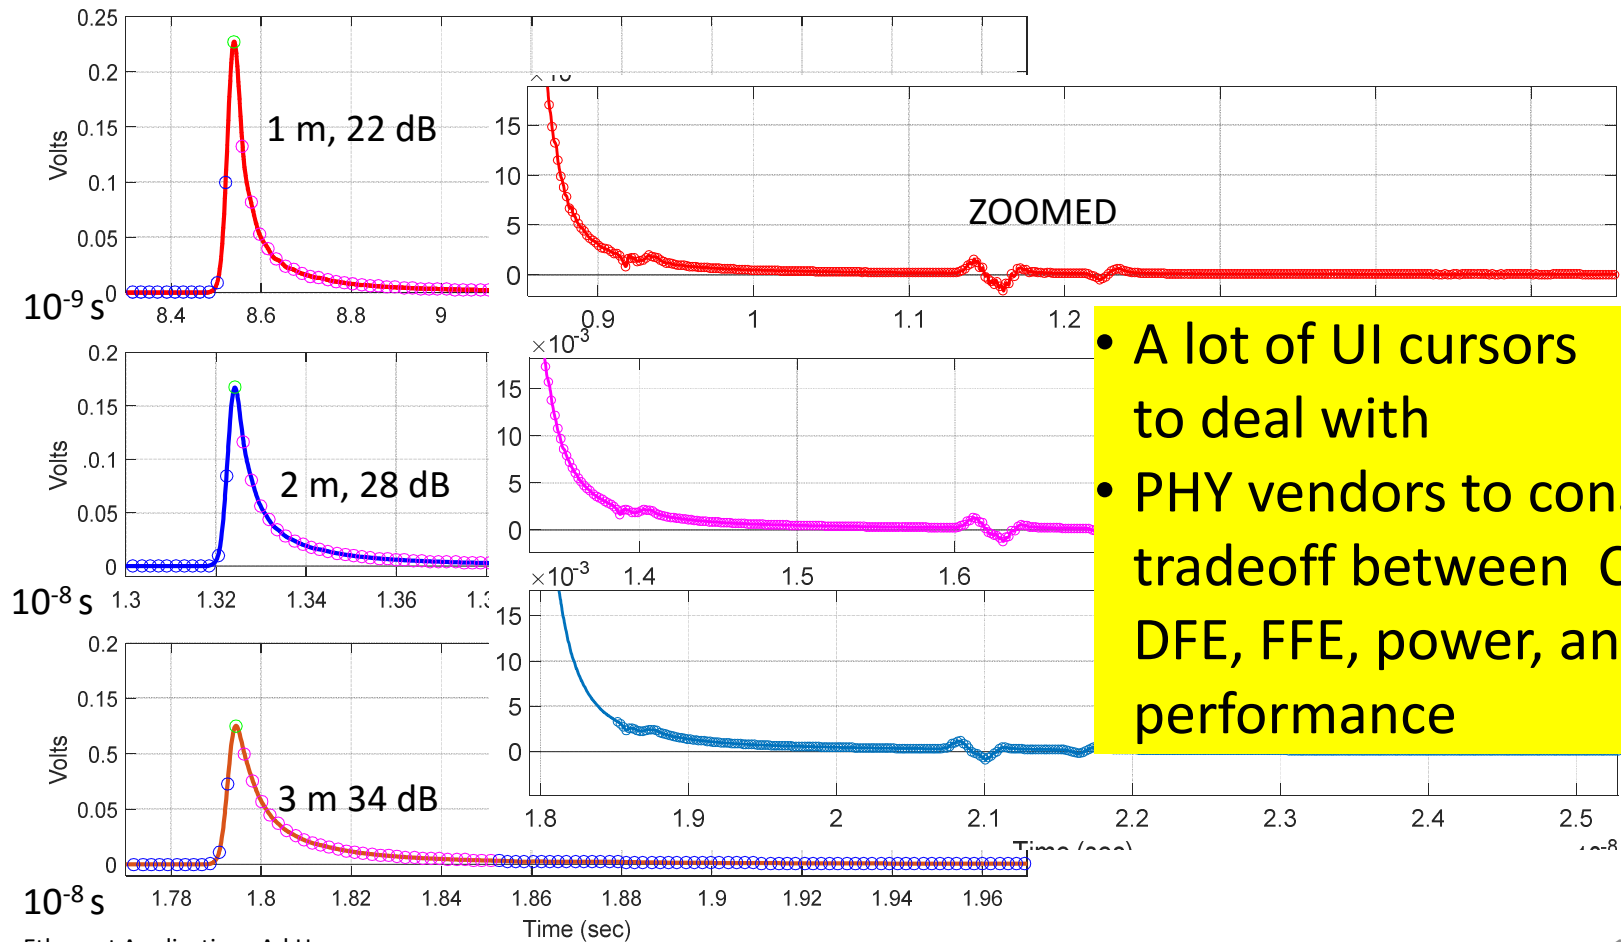 0.25
0.2
0.15
0.1
0.05
0
Volts
1 m, 22 dB
10-9 s
8.4 8.6 8.8 9
15
10
5
0
ZOOMED
0.9 1 1.1 1.2
0.2
0.15
.1
0.05
0
Volts
2 m, 28 dB
10-8 s
1.3 1.32 1.34 1.36
×10-3
15
10
5
0
1.4 1.5 1.6
0.2
0.15
0.5
0.05
0
Volts
3 m 34 dB
10-8 s
1.78 1.8 1.82 1.84 1.86 1.88 1.9 1.92 1.94 1.96
Time (sec)
×10-3
15
10
5
0
1.8 1.9 2 2.1 2.2 2.3 2.4 2.5
Time (sec)
• A lot of UI cursors
to deal with
• PHY vendors to con
tradeoff between C
DFE, FFE, power, an
performance